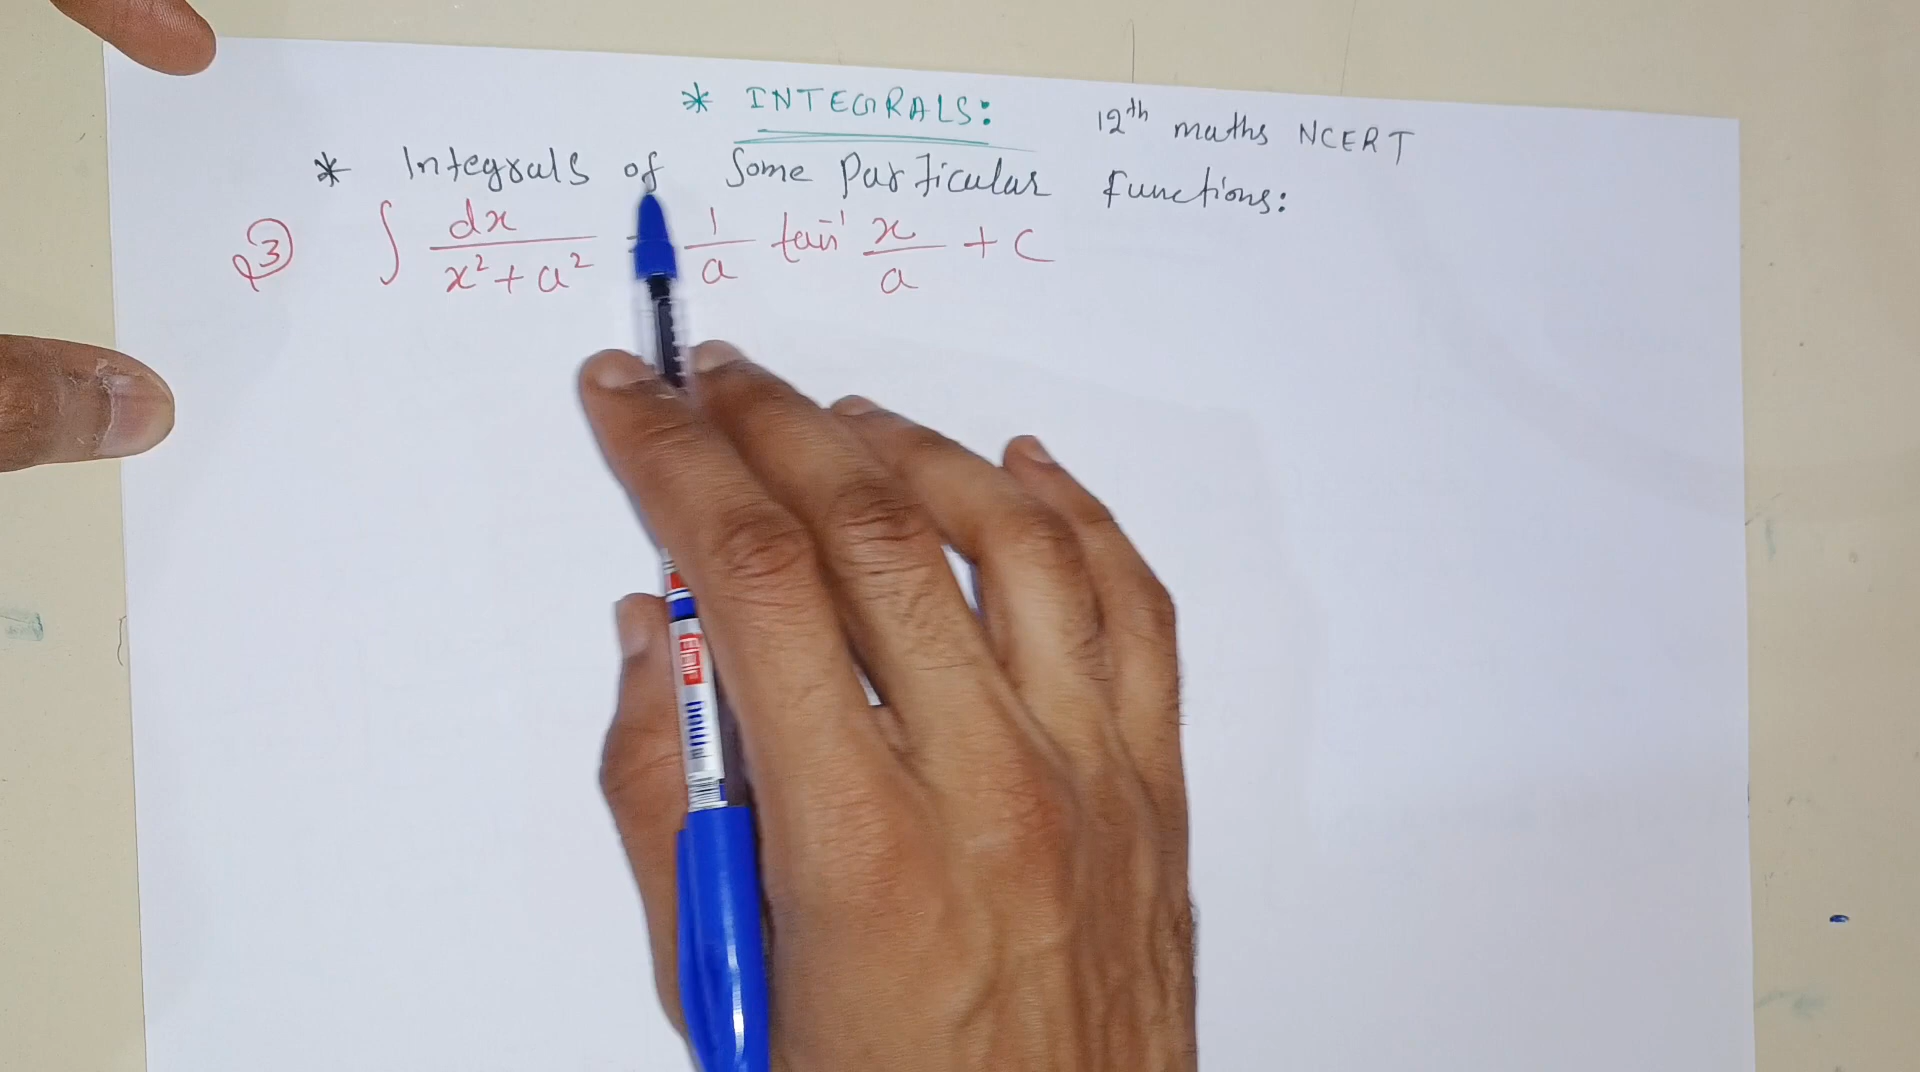 * INTEGRALS: 12th maths NCERT
* Integrals of Some Particular Functions:
③ ∫ dx / (x² + a²) = 1/a tan⁻¹ x/a + C